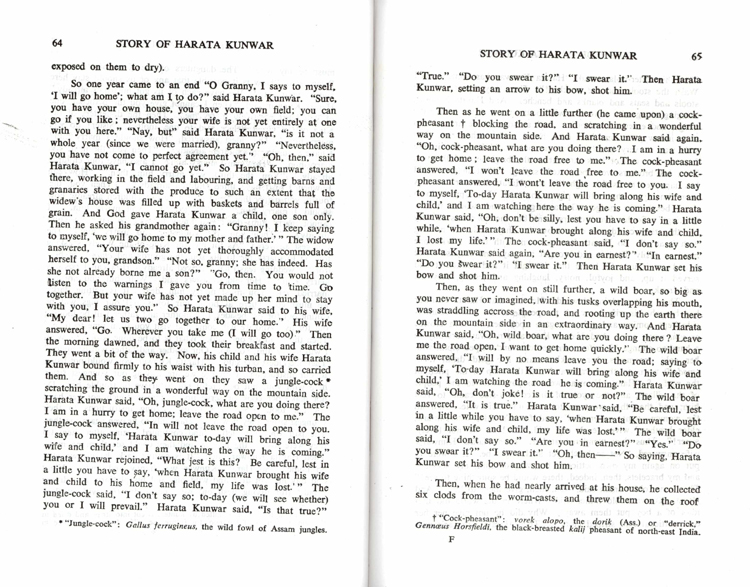 64 STORY OF HARATA KUNWAR
exposed on them to dry).
So one year came to an end "O Granny, I says to myself,
'I will go home'; what am I to do?" said Harata Kunwar. "Sure,
you have your own house, you have your own field; you can
go if you like; nevertheless your wife is not yet entirely at one
with you here." "Nay, but" said Harata Kunwar, "is it not a
whole year (since we were married), granny?" "Nevertheless,
you have not come to perfect agreement yet." "Oh, then," said
Harata Kunwar, "I cannot go yet." So Harata Kunwar stayed
there, working in the field and labouring, and getting barns and
granaries stored with the produce to such an extent that the
widew's house was filled up with baskets and barrels full of
grain. And God gave Harata Kunwar a child, one son only.
Then he asked his grandmother again: "Granny! I keep saying
to myself, 'we will go home to my mother and father.'" The widow
answered, "Your wife has not yet thoroughly accommodated
herself to you, grandson." "Not so, granny; she has indeed. Has
she not already borne me a son?" "Go, then. You would not
listen to the warnings I gave you from time to time. Go
together. But your wife has not yet made up her mind to stay
with you, I assure you." So Harata Kunwar said to his wife,
"My dear! let us two go together to our home." His wife
answered, "Go. Wherever you take me (I will go too)" Then
the morning dawned, and they took their breakfast and started.
They went a bit of the way. Now, his child and his wife Harata
Kunwar bound firmly to his waist with his turban, and so carried
them. And so as they went on they saw a jungle-cock *
scratching the ground in a wonderful way on the mountain side.
Harata Kunwar said, "Oh, jungle-cock, what are you doing there?
I am in a hurry to get home; leave the road open to me." The
jungle-cock answered, "In will not leave the road open to you.
I say to myself, 'Harata Kunwar to-day will bring along his
wife and child,' and I am watching the way he is coming."
Harata Kunwar rejoined, "What jest is this? Be careful, lest in
a little you have to say, 'when Harata Kunwar brought his wife
and child to his home and field, my life was lost.'" The
jungle-cock said, "I don't say so; to-day (we will see whether)
you or I will prevail." Harata Kunwar said, "Is that true?"
* "Jungle-cock": Gallus ferrugineus, the wild fowl of Assam jungles.
STORY OF HARATA KUNWAR 65
"True." "Do you swear it?" "I swear it." Then Harata
Kunwar, setting an arrow to his bow, shot him.
Then as he went on a little further (he came upon) a cock-
pheasant † blocking the road, and scratching in a wonderful
way on the mountain side. And Harata Kunwar said again,
"Oh, cock-pheasant, what are you doing there? I am in a hurry
to get home; leave the road free to me." The cock-pheasant
answered, "I won't leave the road free to me." The cock-
pheasant answered, "I wont't leave the road free to you. I say
to myself, 'To-day Harata Kunwar will bring along his wife and
child,' and I am watching here the way he is coming." Harata
Kunwar said, "Oh, don't be silly, lest you have to say in a little
while, 'when Harata Kunwar brought along his wife and child,
I lost my life.'" The cock-pheasant said, "I don't say so."
Harata Kunwar said again, "Are you in earnest?" "In earnest."
"Do you swear it?" "I swear it." Then Harata Kunwar set his
bow and shot him.
Then, as they went on still further, a wild boar, so big as
you never saw or imagined, with his tusks overlapping his mouth,
was straddling accross the road, and rooting up the earth there
on the mountain side in an extraordinary way. And Harata
Kunwar said, "Oh, wild boar, what are you doing there? Leave
me the road open, I want to get home quickly." The wild boar
answered, "I will by no means leave you the road; saying to
myself, 'To-day Harata Kunwar will bring along his wife and
child,' I am watching the road he is coming." Harata Kunwar
said, "Oh, don't joke! is it true or not?" The wild boar
answered, "It is true." Harata Kunwar said, "Be careful, lest
in a little while you have to say, 'when Harata Kunwar brought
along his wife and child, my life was lost.'" The wild boar
said, "I don't say so." "Are you in earnest?" "Yes." "Do
you swear it?" "I swear it." "Oh, then——" So saying, Harata
Kunwar set his bow and shot him.
Then, when he had nearly arrived at his house, he collected
six clods from the worm-casts, and threw them on the roof
† "Cock-pheasant": vorek alopo, the dorik (Ass.) or "derrick,"
Gennæus Horsfieldi, the black-breasted kalij pheasant of north-east India.
F